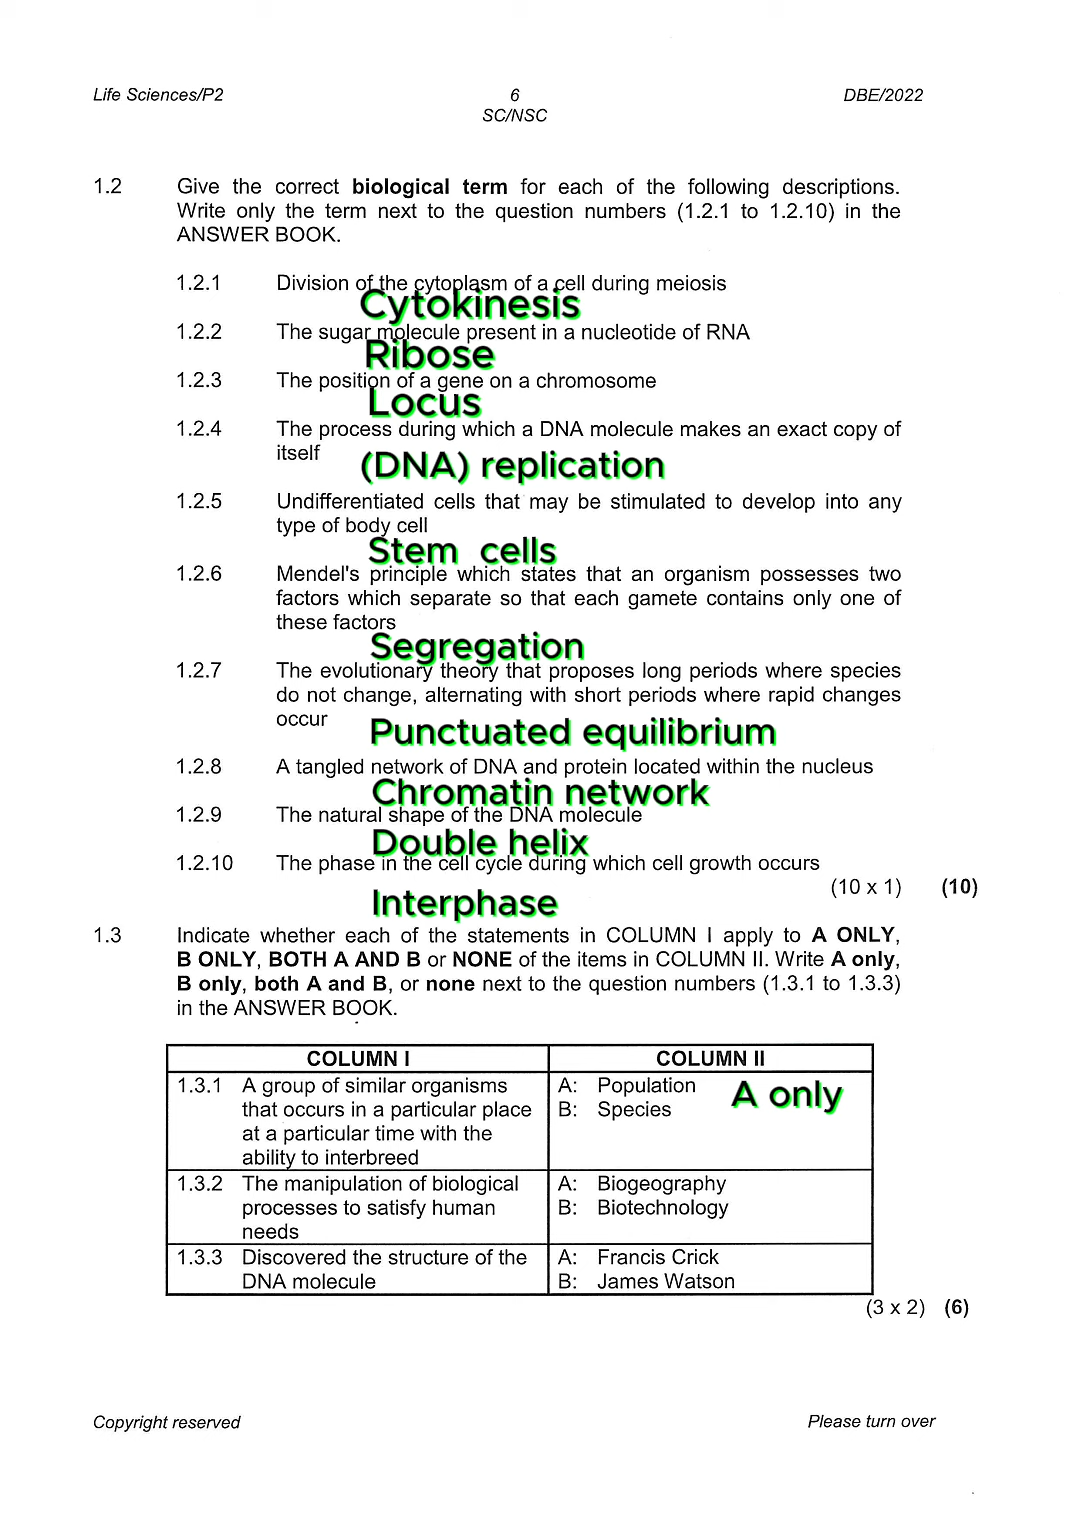 Life Sciences/P2
6
SC/NSC
DBE/2022
1.2 Give the correct biological term for each of the following descriptions.
Write only the term next to the question numbers (1.2.1 to 1.2.10) in the
ANSWER BOOK.
1.2.1 Division of the cytoplasm of a cell during meiosis
Cytokinesis
1.2.2 The sugar molecule present in a nucleotide of RNA
Ribose
1.2.3 The position of a gene on a chromosome
Locus
1.2.4 The process during which a DNA molecule makes an exact copy of
itself
(DNA) replication
1.2.5 Undifferentiated cells that may be stimulated to develop into any
type of body cell
Stem cells
1.2.6 Mendel's principle which states that an organism possesses two
factors which separate so that each gamete contains only one of
these factors
Segregation
1.2.7 The evolutionary theory that proposes long periods where species
do not change, alternating with short periods where rapid changes
occur
Punctuated equilibrium
1.2.8 A tangled network of DNA and protein located within the nucleus
Chromatin network
1.2.9 The natural shape of the DNA molecule
Double helix
1.2.10 The phase in the cell cycle during which cell growth occurs
(10 x 1) (10)
Interphase
1.3 Indicate whether each of the statements in COLUMN I apply to A ONLY,
B ONLY, BOTH A AND B or NONE of the items in COLUMN II. Write A only,
B only, both A and B, or none next to the question numbers (1.3.1 to 1.3.3)
in the ANSWER BOOK.
COLUMN I
COLUMN II
1.3.1 A group of similar organisms
that occurs in a particular place
at a particular time with the
ability to interbreed
A: Population
B: Species
A only
1.3.2 The manipulation of biological
processes to satisfy human
needs
A: Biogeography
B: Biotechnology
1.3.3 Discovered the structure of the
DNA molecule
A: Francis Crick
B: James Watson
(3 x 2) (6)
Copyright reserved
Please turn over